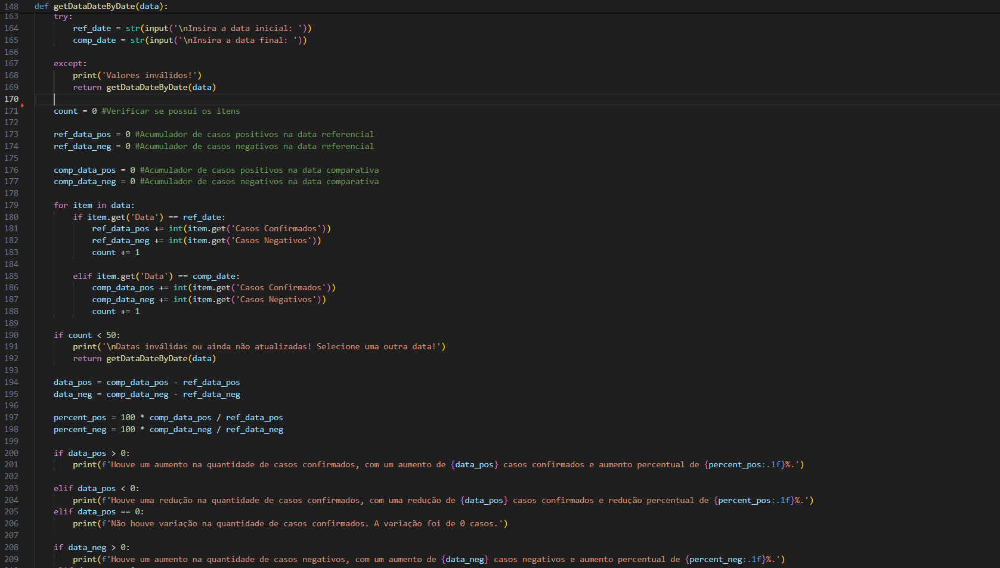 148 def getDataDateByDate(data):
163     try:
164         ref_date = str(input('\nInsira a data inicial: '))
165         comp_date = str(input('\nInsira a data final: '))
166
167     except:
168         print('Valores inválidos!')
169         return getDataDateByDate(data)
170
171     count = 0 #Verificar se possui os itens
172
173     ref_data_pos = 0 #Acumulador de casos positivos na data referencial
174     ref_data_neg = 0 #Acumulador de casos negativos na data referencial
175
176     comp_data_pos = 0 #Acumulador de casos positivos na data comparativa
177     comp_data_neg = 0 #Acumulador de casos negativos na data comparativa
178
179     for item in data:
180         if item.get('Data') == ref_date:
181             ref_data_pos += int(item.get('Casos Confirmados'))
182             ref_data_neg += int(item.get('Casos Negativos'))
183             count += 1
184
185         elif item.get('Data') == comp_date:
186             comp_data_pos += int(item.get('Casos Confirmados'))
187             comp_data_neg += int(item.get('Casos Negativos'))
188             count += 1
189
190     if count < 50:
191         print('\nDatas inválidas ou ainda não atualizadas! Selecione uma outra data!')
192         return getDataDateByDate(data)
193
194     data_pos = comp_data_pos - ref_data_pos
195     data_neg = comp_data_neg - ref_data_neg
196
197     percent_pos = 100 * comp_data_pos / ref_data_pos
198     percent_neg = 100 * comp_data_neg / ref_data_neg
199
200     if data_pos > 0:
201         print(f'Houve um aumento na quantidade de casos confirmados, com um aumento de {data_pos} casos confirmados e aumento percentual de {percent_pos:.1f}%.')
202
203     elif data_pos < 0:
204         print(f'Houve uma redução na quantidade de casos confirmados, com uma redução de {data_pos} casos confirmados e redução percentual de {percent_pos:.1f}%.')
205     elif data_pos == 0:
206         print(f'Não houve variação na quantidade de casos confirmados. A variação foi de 0 casos.')
207
208     if data_neg > 0:
209         print(f'Houve um aumento na quantidade de casos negativos, com um aumento de {data_neg} casos negativos e aumento percentual de {percent_neg:.1f}%.')